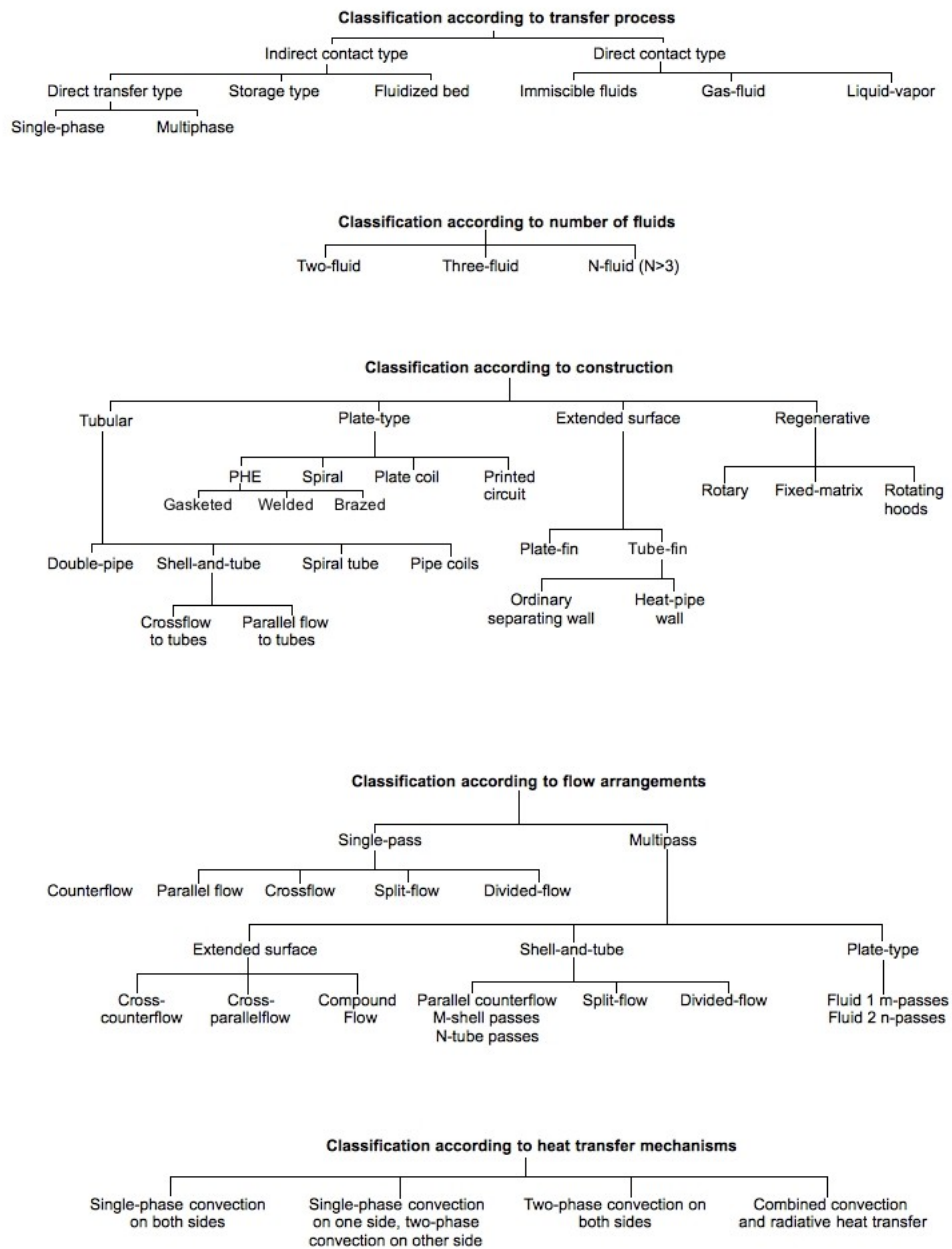 Classification according to transfer process
Indirect contact type Direct contact type
Direct transfer type Storage type Fluidized bed Immiscible fluids Gas-fluid Liquid-vapor
Single-phase Multiphase
Classification according to number of fluids
Two-fluid Three-fluid N-fluid (N>3)
Classification according to construction
Tubular Plate-type Extended surface Regenerative
PHE Spiral Plate coil Printed
circuit
Rotary Fixed-matrix Rotating
hoods
Gasketed Welded Brazed
Plate-fin Tube-fin
Double-pipe Shell-and-tube Spiral tube Pipe coils
Ordinary
separating wall
Heat-pipe
wall
Crossflow
to tubes
Parallel flow
to tubes
Classification according to flow arrangements
Single-pass Multipass
Counterflow Parallel flow Crossflow Split-flow Divided-flow
Extended surface Shell-and-tube Plate-type
Cross-
counterflow
Cross-
parallelflow
Compound
Flow
Parallel counterflow
M-shell passes
N-tube passes
Split-flow Divided-flow
Fluid 1 m-passes
Fluid 2 n-passes
Classification according to heat transfer mechanisms
Single-phase convection
on both sides
Single-phase convection
on one side, two-phase
convection on other side
Two-phase convection on
both sides
Combined convection
and radiative heat transfer